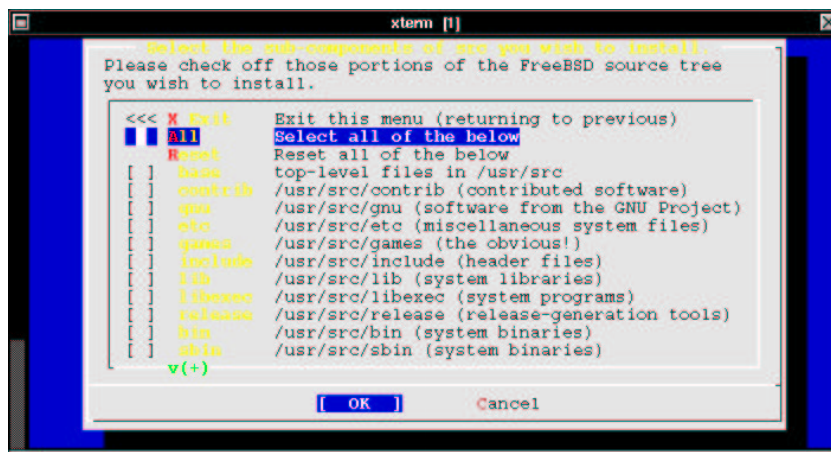 xterm [1]
Select the sub-components of src you wish to install.
Please check off those portions of the FreeBSD source tree
you wish to install.
<<< X Exit Exit this menu (returning to previous)
All Select all of the below
Reset Reset all of the below
[ ] base top-level files in /usr/src
[ ] contrib /usr/src/contrib (contributed software)
[ ] gnu /usr/src/gnu (software from the GNU Project)
[ ] etc /usr/src/etc (miscellaneous system files)
[ ] games /usr/src/games (the obvious!)
[ ] include /usr/src/include (header files)
[ ] lib /usr/src/lib (system libraries)
[ ] libexec /usr/src/libexec (system programs)
[ ] release /usr/src/release (release-generation tools)
[ ] bin /usr/src/bin (system binaries)
[ ] sbin /usr/src/sbin (system binaries)
v(+)
[ OK ] Cancel